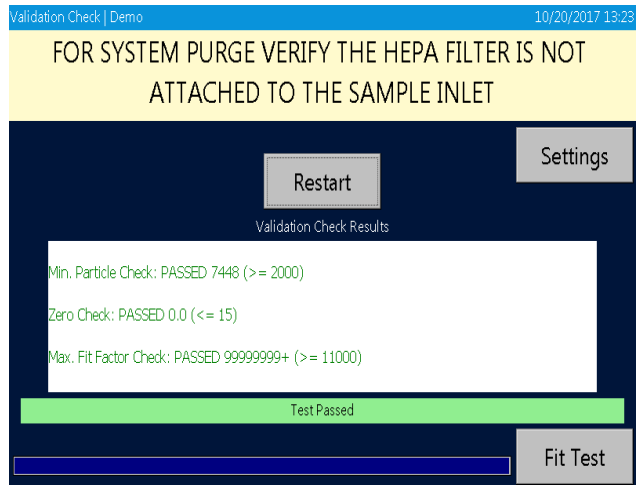 Validation Check | Demo 10/20/2017 13:23
FOR SYSTEM PURGE VERIFY THE HEPA FILTER IS NOT
ATTACHED TO THE SAMPLE INLET
Settings
Restart
Validation Check Results
Min. Particle Check: PASSED 7448 (>= 2000)
Zero Check: PASSED 0.0 (<= 15)
Max. Fit Factor Check: PASSED 99999999+ (>= 11000)
Test Passed
Fit Test